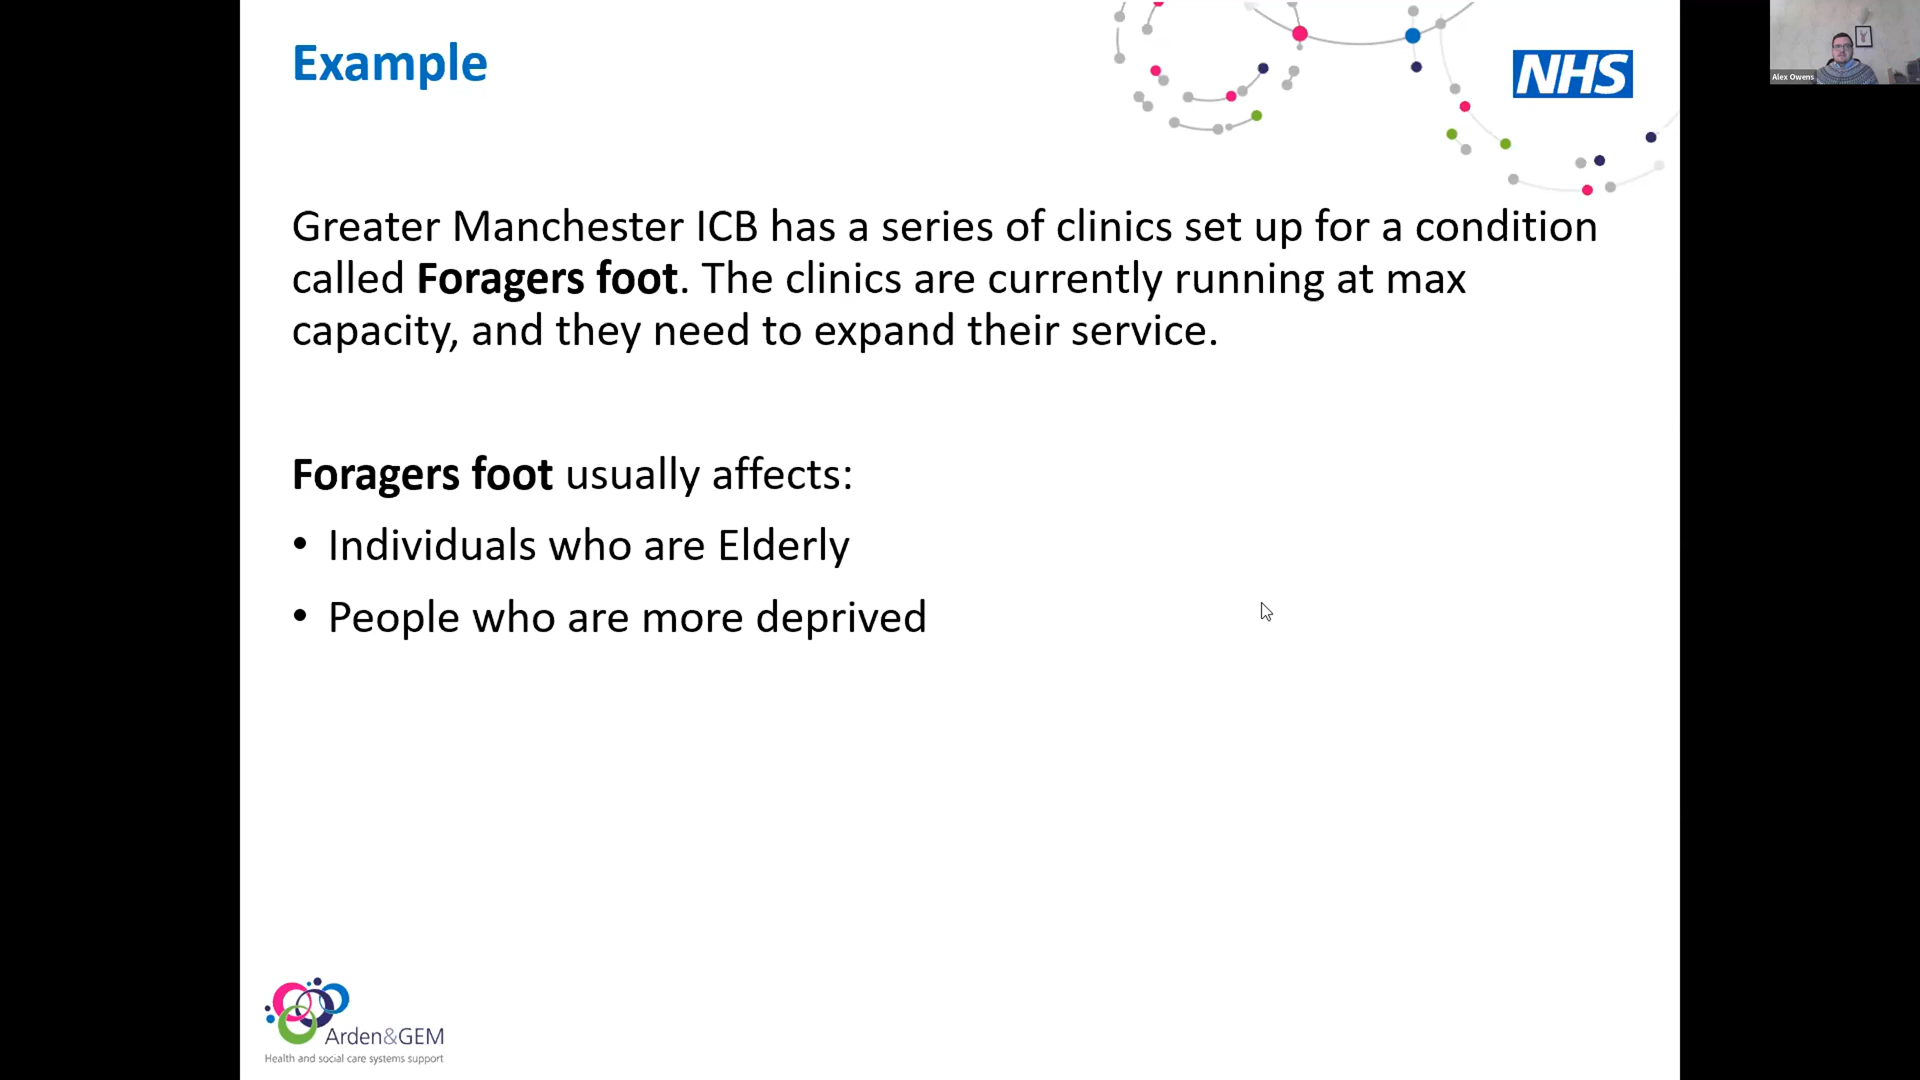 Example
NHS
Alex Owens
Greater Manchester ICB has a series of clinics set up for a condition
called Foragers foot. The clinics are currently running at max
capacity, and they need to expand their service.
Foragers foot usually affects:
• Individuals who are Elderly
• People who are more deprived
Arden&GEM
Health and social care systems support